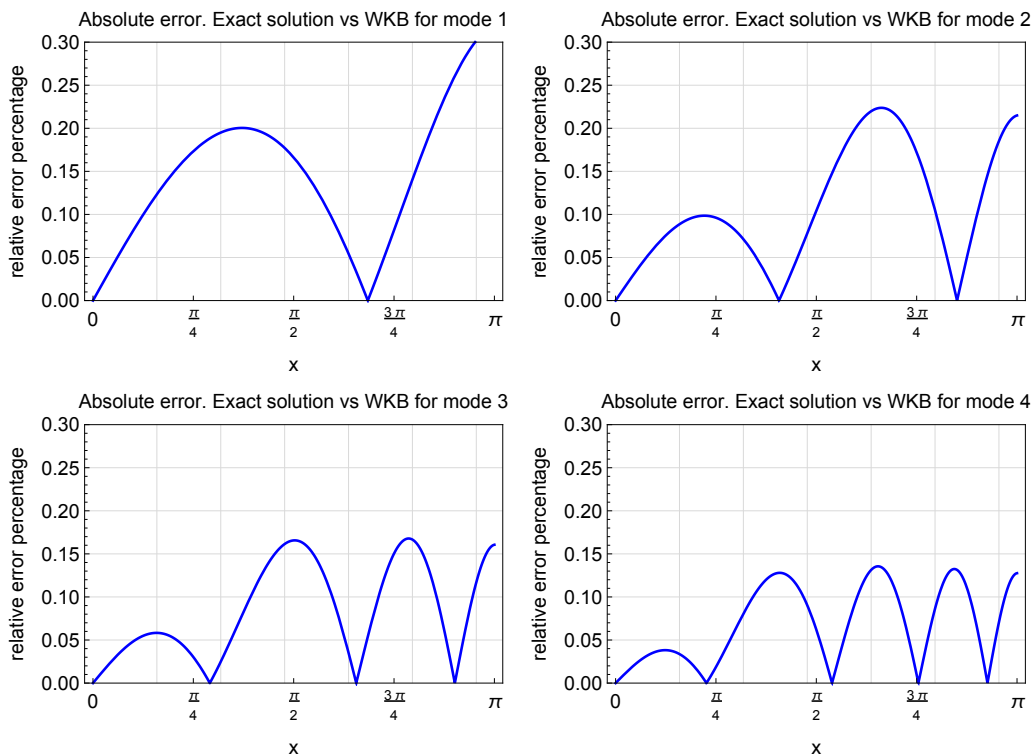 Absolute error. Exact solution vs WKB for mode 1
relative error percentage
0.30
0.25
0.20
0.15
0.10
0.05
0.00
0
π/4
π/2
3 π/4
π
x
Absolute error. Exact solution vs WKB for mode 2
relative error percentage
0.30
0.25
0.20
0.15
0.10
0.05
0.00
0
π/4
π/2
3 π/4
π
x
Absolute error. Exact solution vs WKB for mode 3
relative error percentage
0.30
0.25
0.20
0.15
0.10
0.05
0.00
0
π/4
π/2
3 π/4
π
x
Absolute error. Exact solution vs WKB for mode 4
relative error percentage
0.30
0.25
0.20
0.15
0.10
0.05
0.00
0
π/4
π/2
3 π/4
π
x